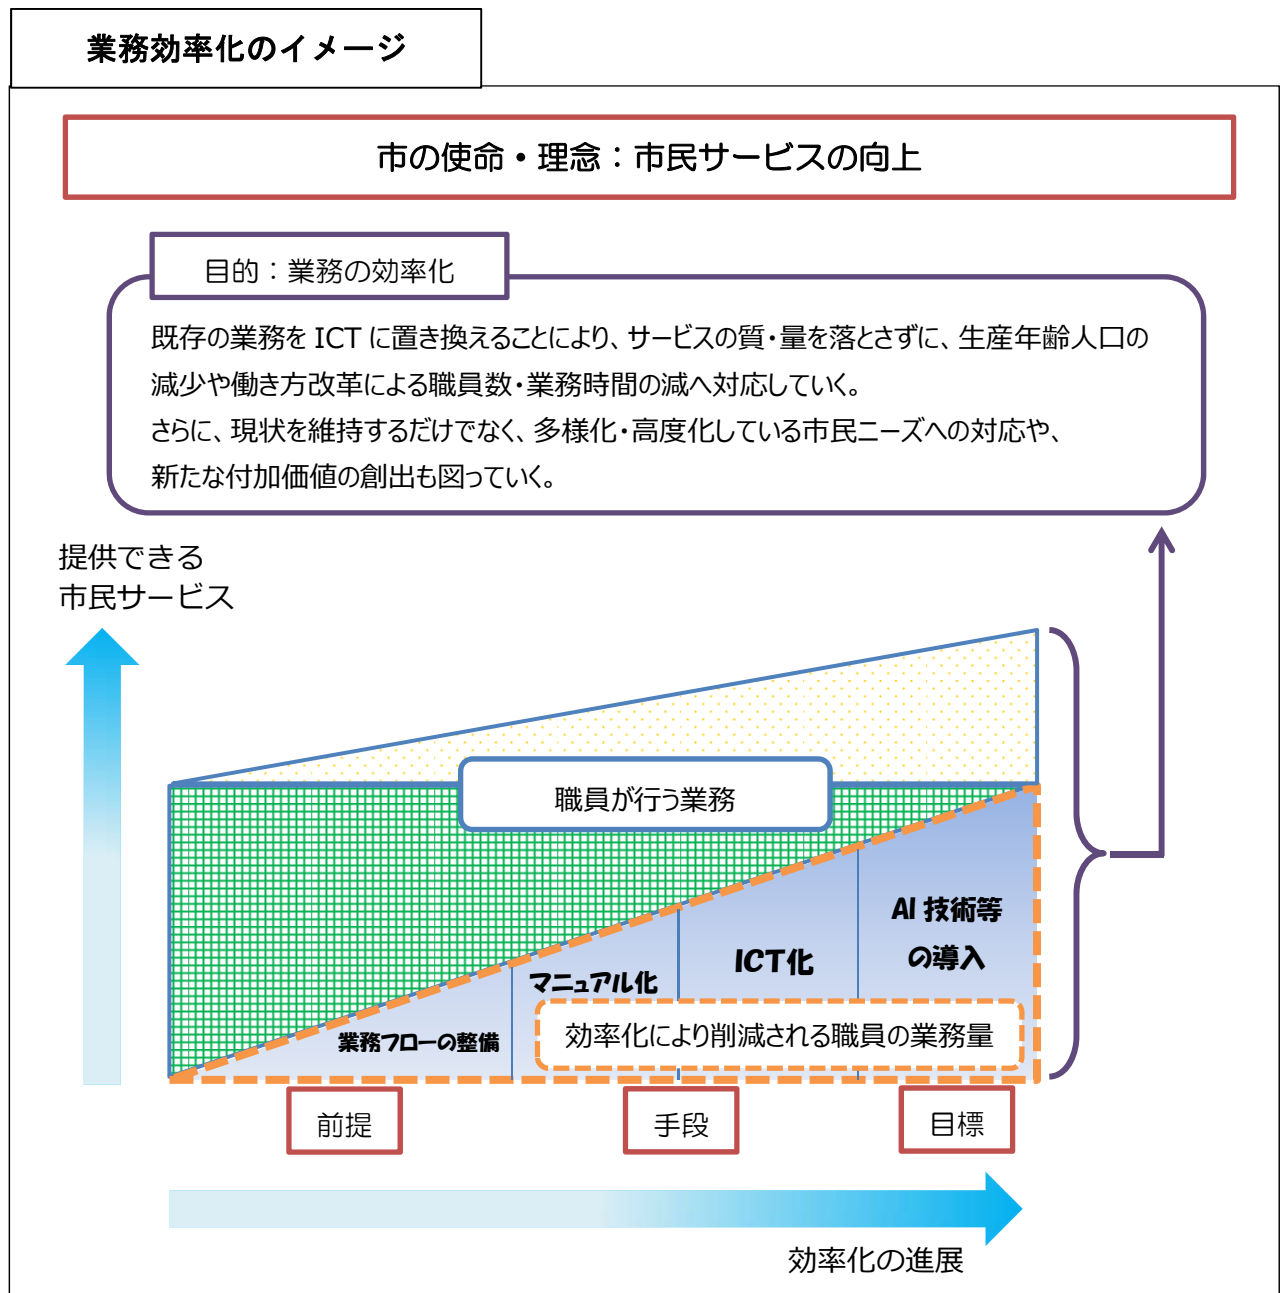 業務効率化のイメージ
市の使命・理念：市民サービスの向上
目的：業務の効率化
既存の業務を ICT に置き換えることにより、サービスの質・量を落とさずに、生産年齢人口の
減少や働き方改革による職員数・業務時間の減へ対応していく。
さらに、現状を維持するだけでなく、多様化・高度化している市民ニーズへの対応や、
新たな付加価値の創出も図っていく。
提供できる
市民サービス
職員が行う業務
AI 技術等
の導入
ICT化
マニュアル化
業務フローの整備
効率化により削減される職員の業務量
前提
手段
目標
効率化の進展